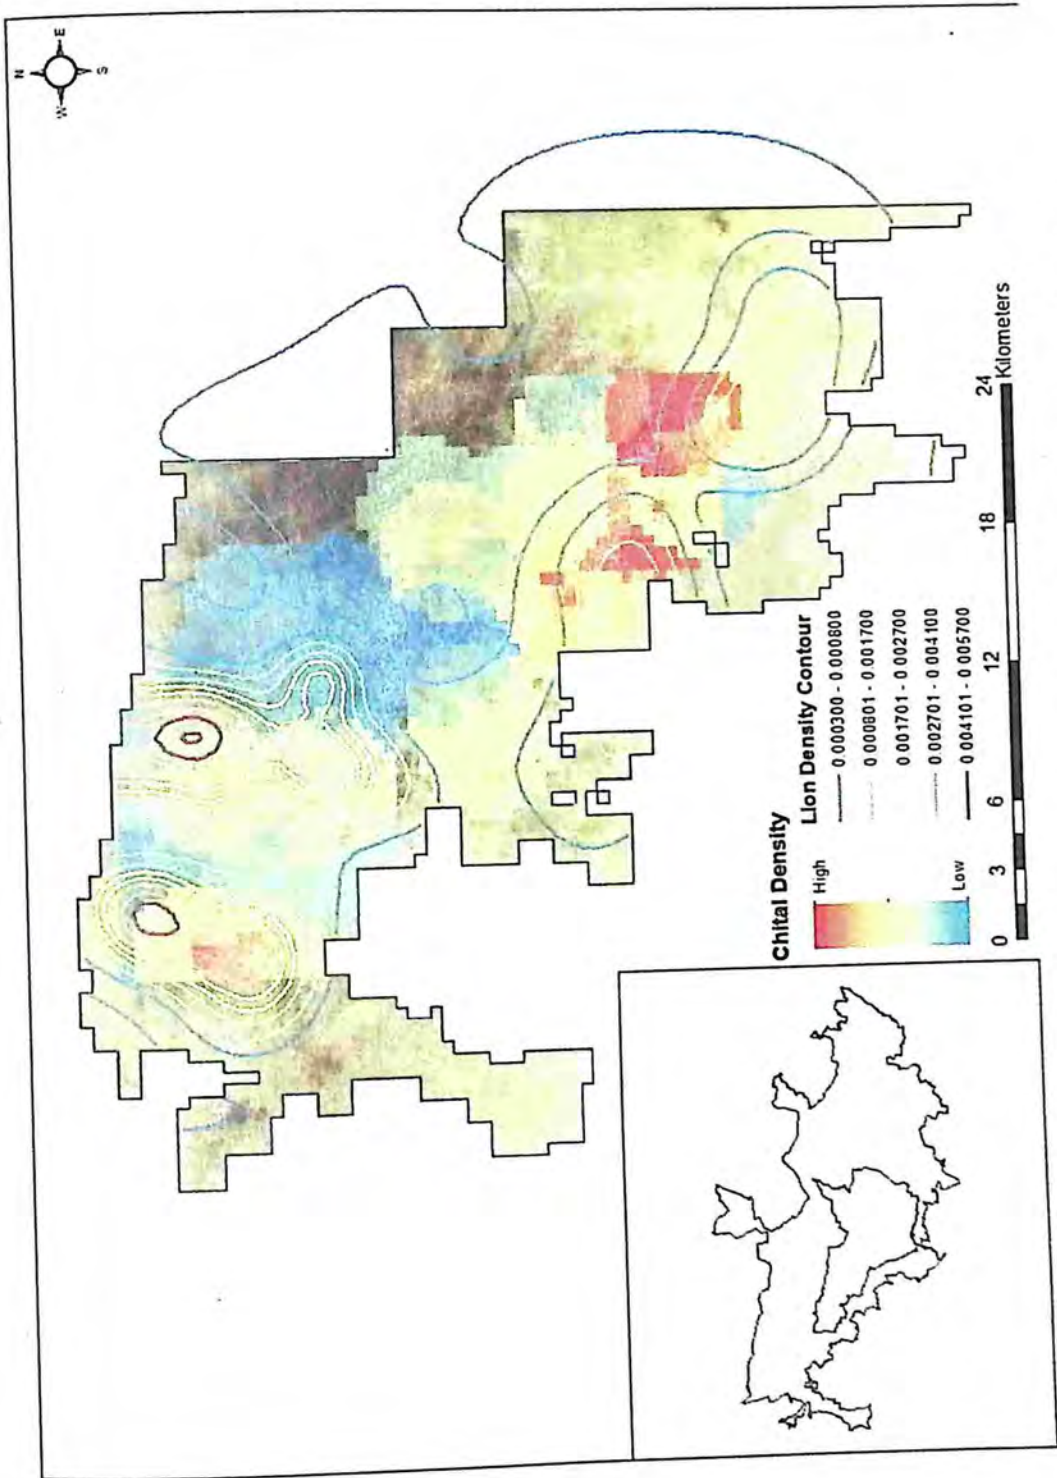 N
W E
S
Chital Density
High
Low
Lion Density Contour
0.000300 - 0.000800
0.000801 - 0.001700
0.001701 - 0.002700
0.002701 - 0.004100
0.004101 - 0.005700
0 3 6 12 18 24
Kilometers